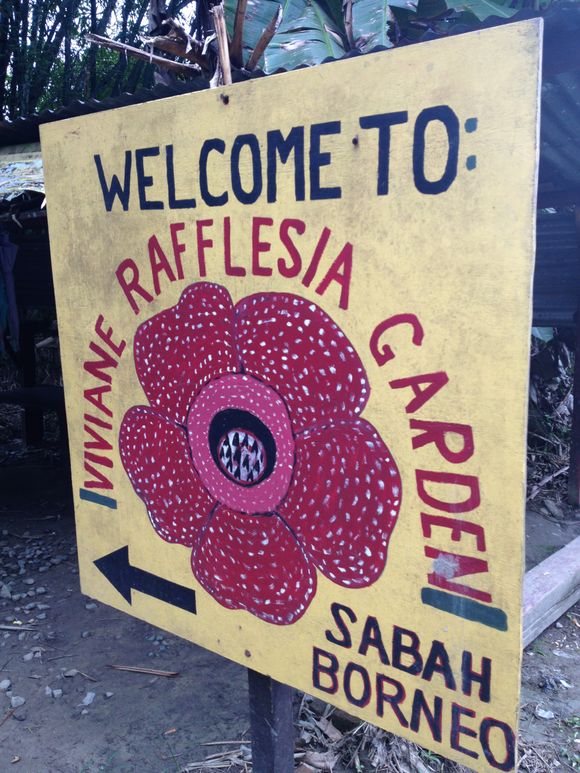 WELCOME TO:
VIVIANE RAFFLESIA GARDEN
SABAH
BORNEO